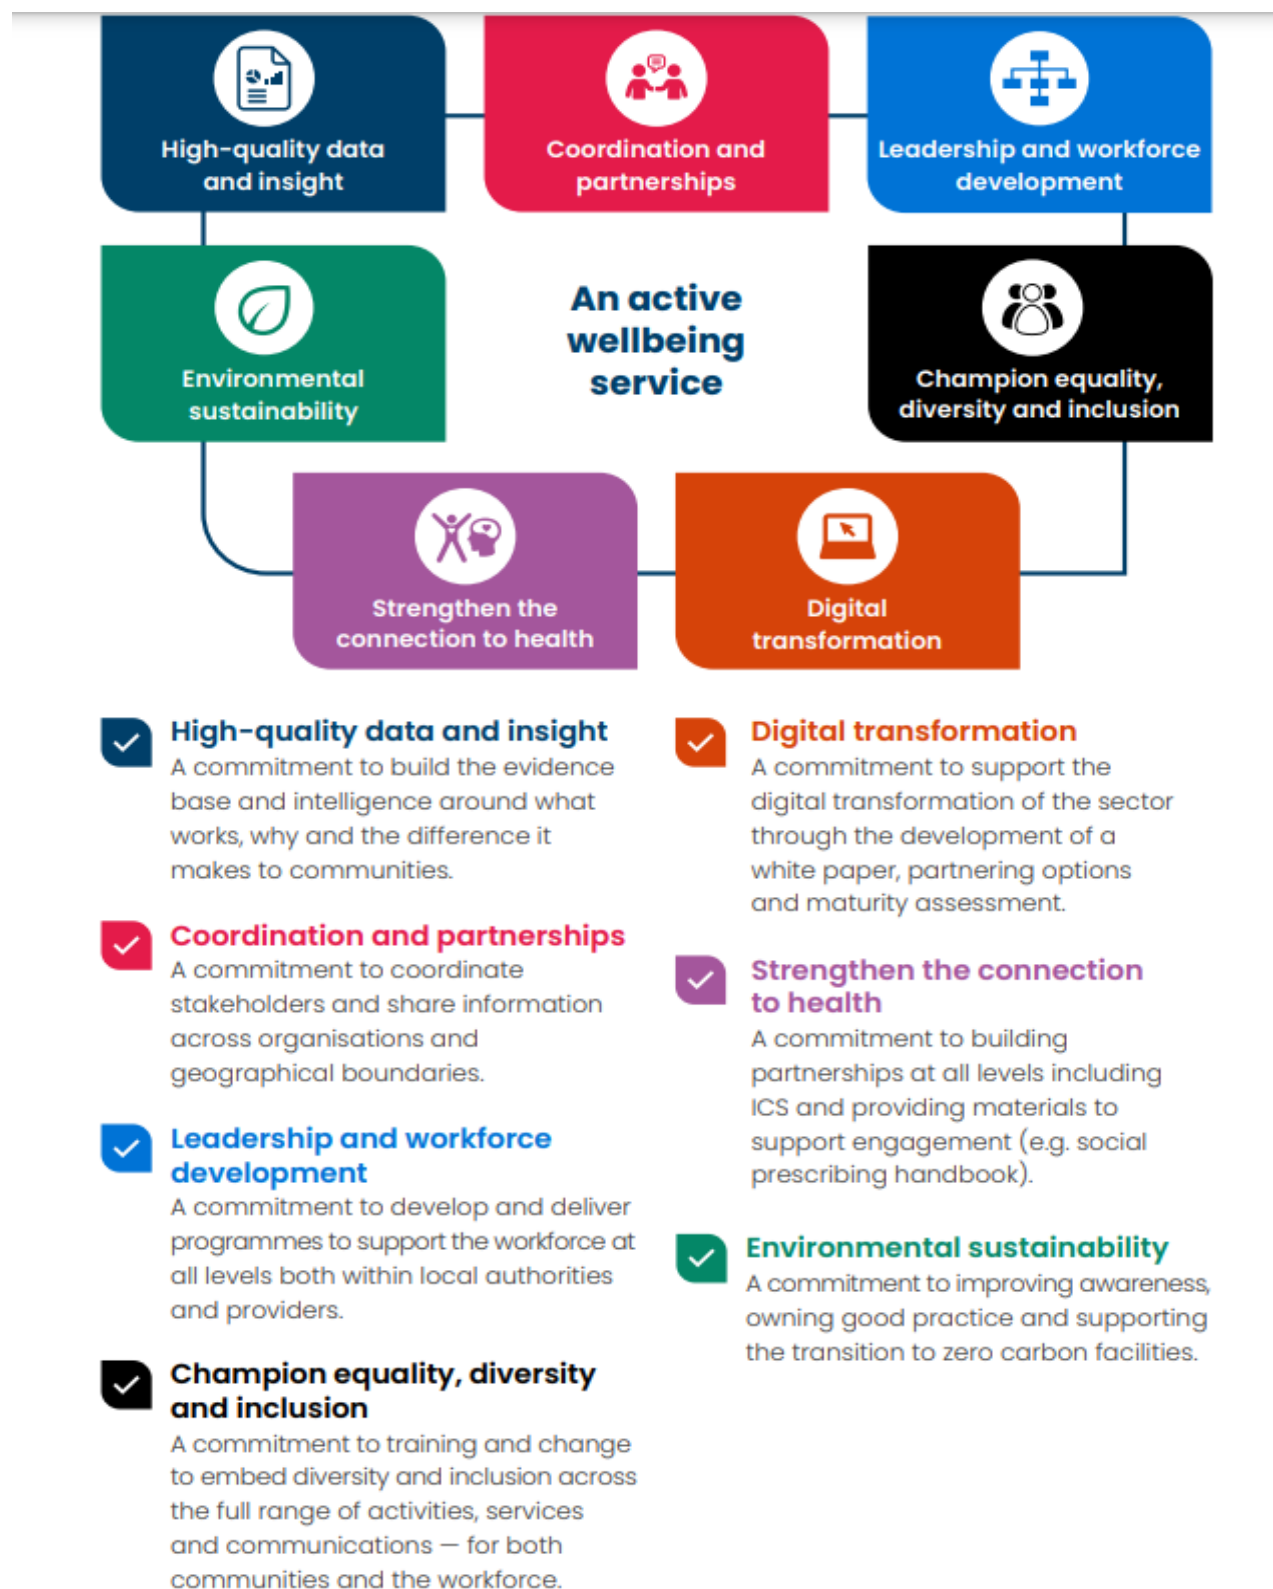 High-quality data
and insight
Coordination and
partnerships
Leadership and workforce
development
Environmental
sustainability
An active
wellbeing
service
Champion equality,
diversity and inclusion
Strengthen the
connection to health
Digital
transformation
High-quality data and insight
A commitment to build the evidence
base and intelligence around what
works, why and the difference it
makes to communities.
Coordination and partnerships
A commitment to coordinate
stakeholders and share information
across organisations and
geographical boundaries.
Leadership and workforce
development
A commitment to develop and deliver
programmes to support the workforce at
all levels both within local authorities
and providers.
Champion equality, diversity
and inclusion
A commitment to training and change
to embed diversity and inclusion across
the full range of activities, services
and communications — for both
communities and the workforce.
Digital transformation
A commitment to support the
digital transformation of the sector
through the development of a
white paper, partnering options
and maturity assessment.
Strengthen the connection
to health
A commitment to building
partnerships at all levels including
ICS and providing materials to
support engagement (e.g. social
prescribing handbook).
Environmental sustainability
A commitment to improving awareness,
owning good practice and supporting
the transition to zero carbon facilities.